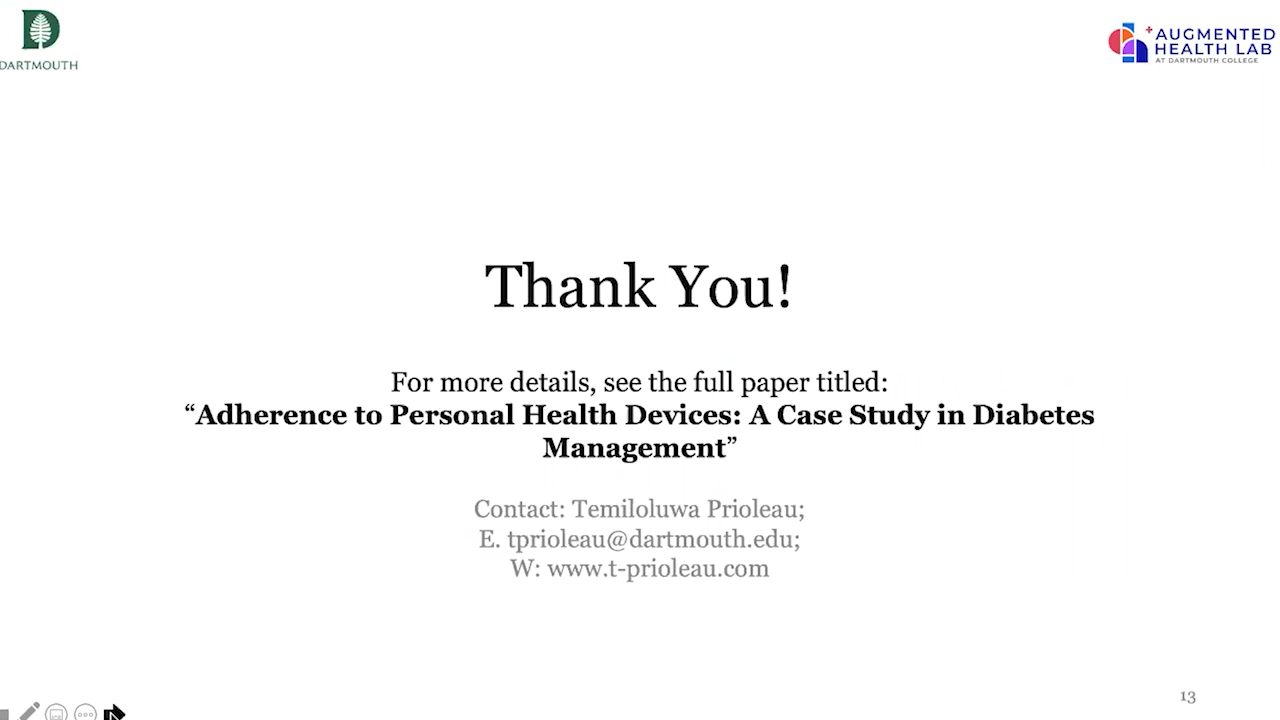 DARTMOUTH
AUGMENTED
HEALTH LAB
AT DARTMOUTH COLLEGE
Thank You!
For more details, see the full paper titled:
“Adherence to Personal Health Devices: A Case Study in Diabetes
Management”
Contact: Temiloluwa Prioleau;
E. tprioleau@dartmouth.edu;
W: www.t-prioleau.com
13